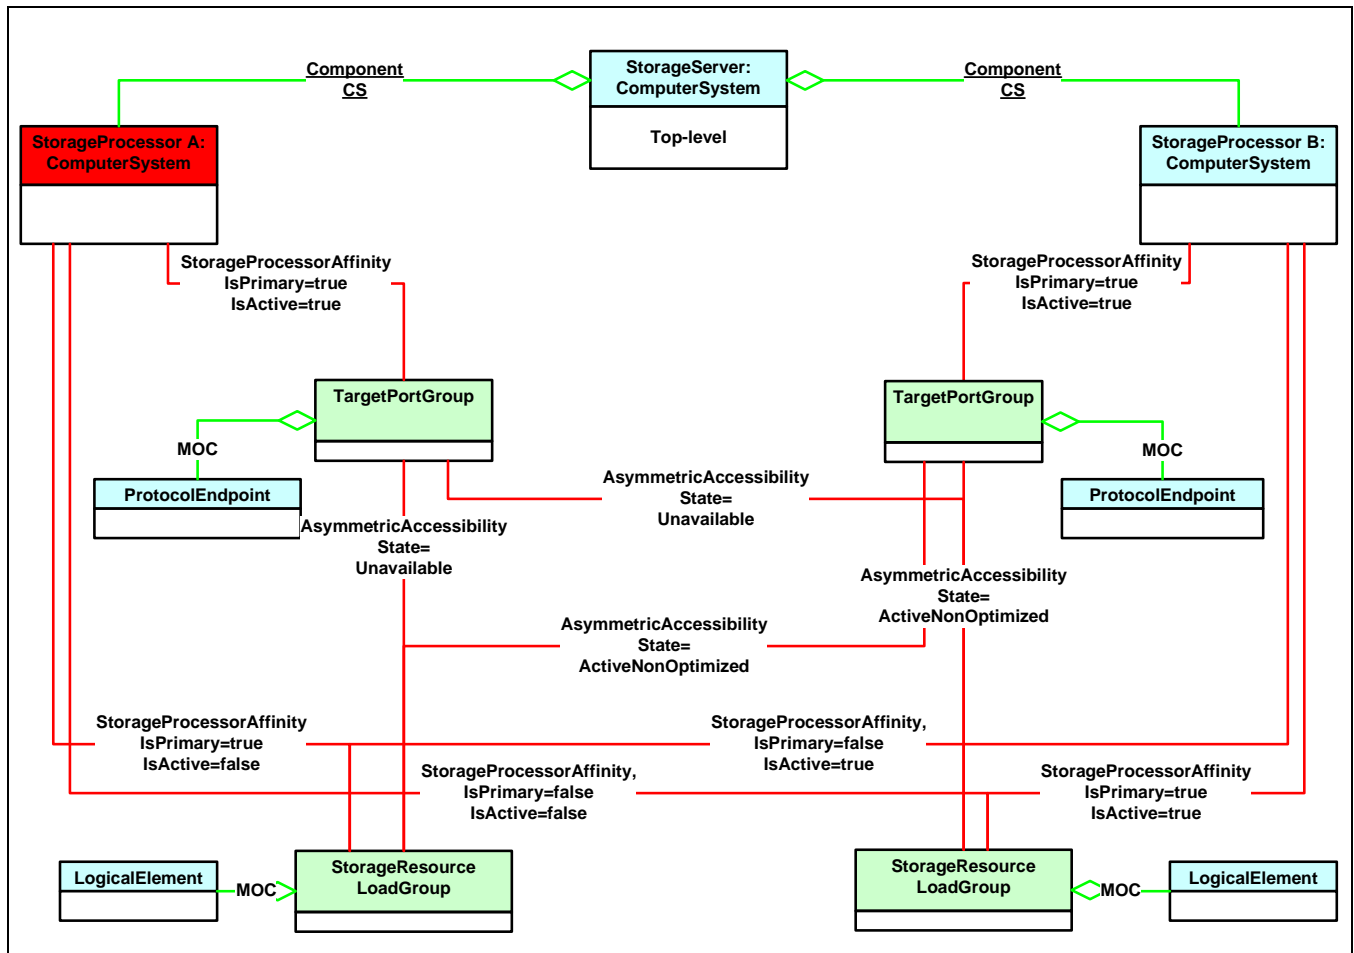 Component
CS
StorageServer:
ComputerSystem
Top-level
Component
CS
StorageProcessor A:
ComputerSystem
StorageProcessor B:
ComputerSystem
StorageProcessorAffinity
IsPrimary=true
IsActive=true
StorageProcessorAffinity
IsPrimary=true
IsActive=true
TargetPortGroup
TargetPortGroup
MOC
MOC
ProtocolEndpoint
AsymmetricAccessibility
State=
Unavailable
ProtocolEndpoint
AsymmetricAccessibility
State=
Unavailable
AsymmetricAccessibility
State=
ActiveNonOptimized
AsymmetricAccessibility
State=
ActiveNonOptimized
StorageProcessorAffinity
IsPrimary=true
IsActive=false
StorageProcessorAffinity,
IsPrimary=false
IsActive=true
StorageProcessorAffinity,
IsPrimary=false
IsActive=false
StorageProcessorAffinity
IsPrimary=true
IsActive=true
LogicalElement
MOC
StorageResource
LoadGroup
StorageResource
LoadGroup
MOC
LogicalElement